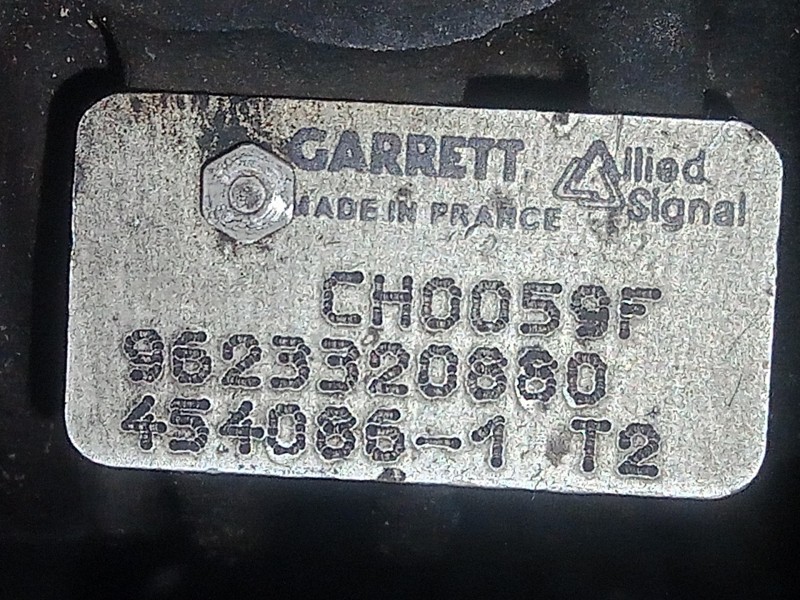 GARRETT Allied
MADE IN FRANCE Signal
CH0059F
9623320880
454086-1 T2